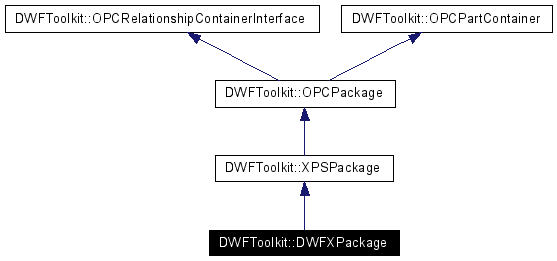 DWFToolkit::OPCRelationshipContainerInterface
DWFToolkit::OPCPartContainer
DWFToolkit::OPCPackage
DWFToolkit::XPSPackage
DWFToolkit::DWFXPackage